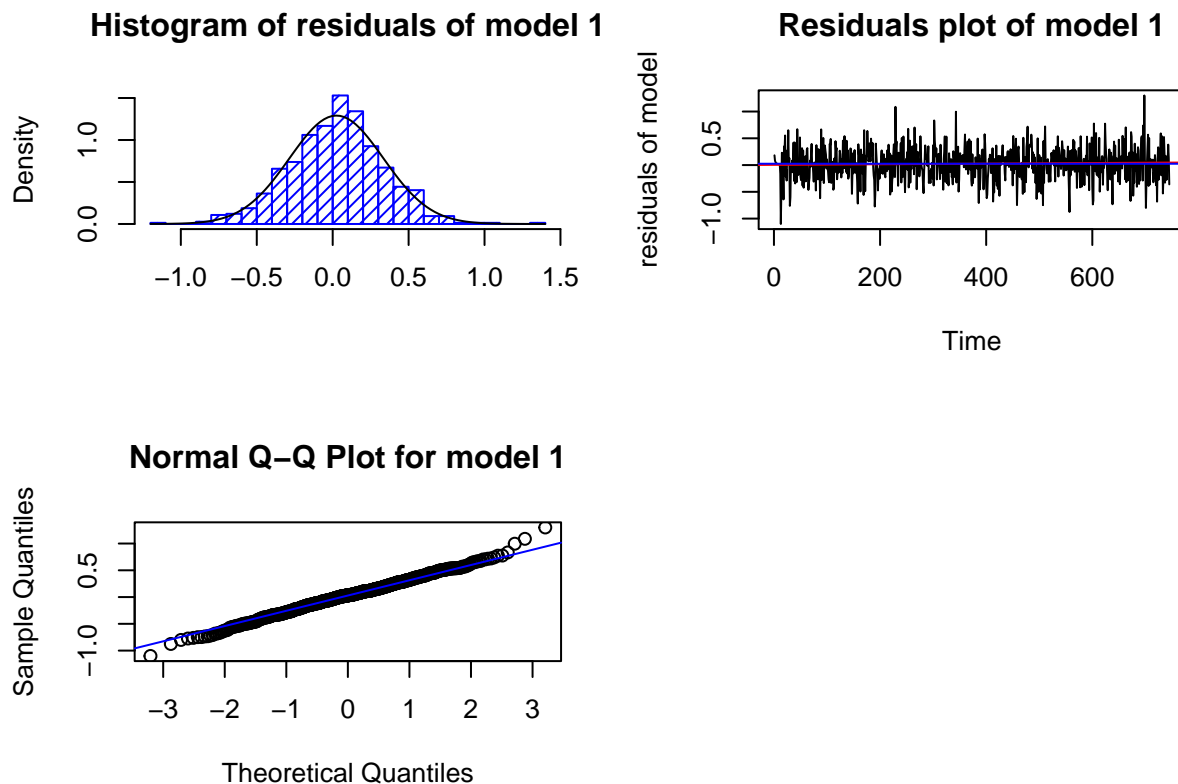 Histogram of residuals of model 1
Density
0.0 1.0
−1.0 −0.5 0.0 0.5 1.0 1.5
Residuals plot of model 1
residuals of model
−1.0 0.5
0 200 400 600
Time
Normal Q−Q Plot for model 1
Sample Quantiles
−1.0 0.5
−3 −2 −1 0 1 2 3
Theoretical Quantiles